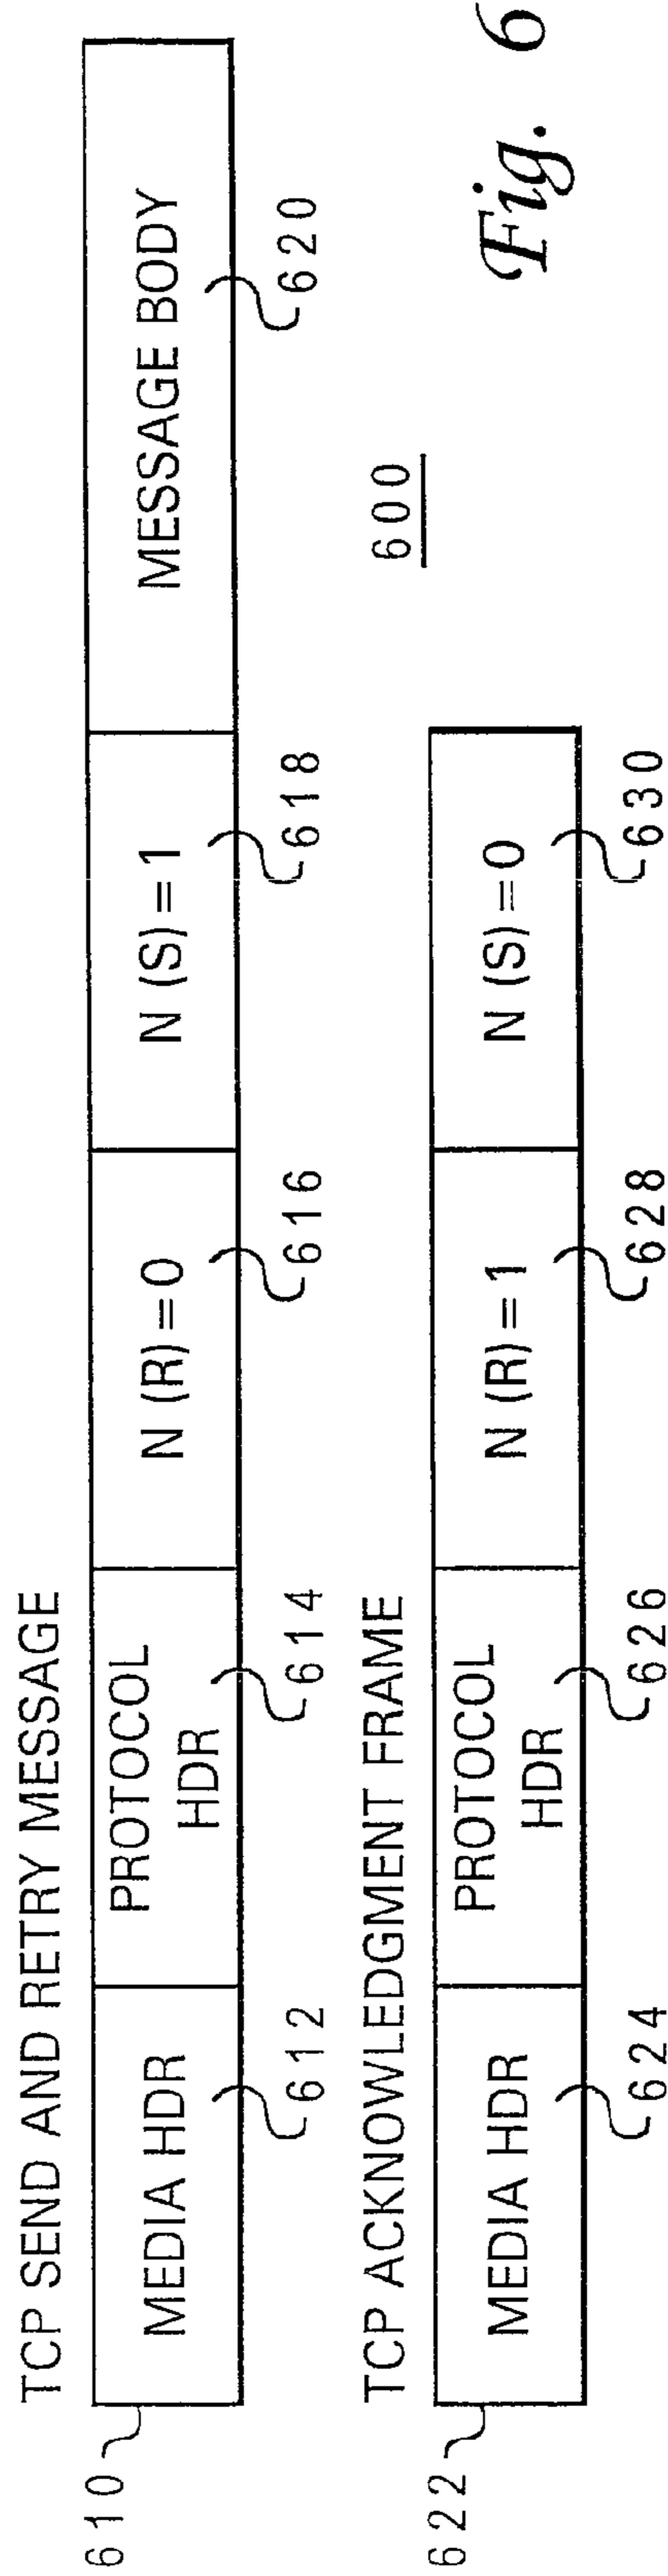 TCP SEND AND RETRY MESSAGE
610
MEDIA HDR
PROTOCOL
HDR
N (R) = 0
N (S) = 1
MESSAGE BODY
612
614
616
618
620
TCP ACKNOWLEDGMENT FRAME
600
622
MEDIA HDR
PROTOCOL
HDR
N (R) = 1
N (S) = 0
624
626
628
630
Fig. 6